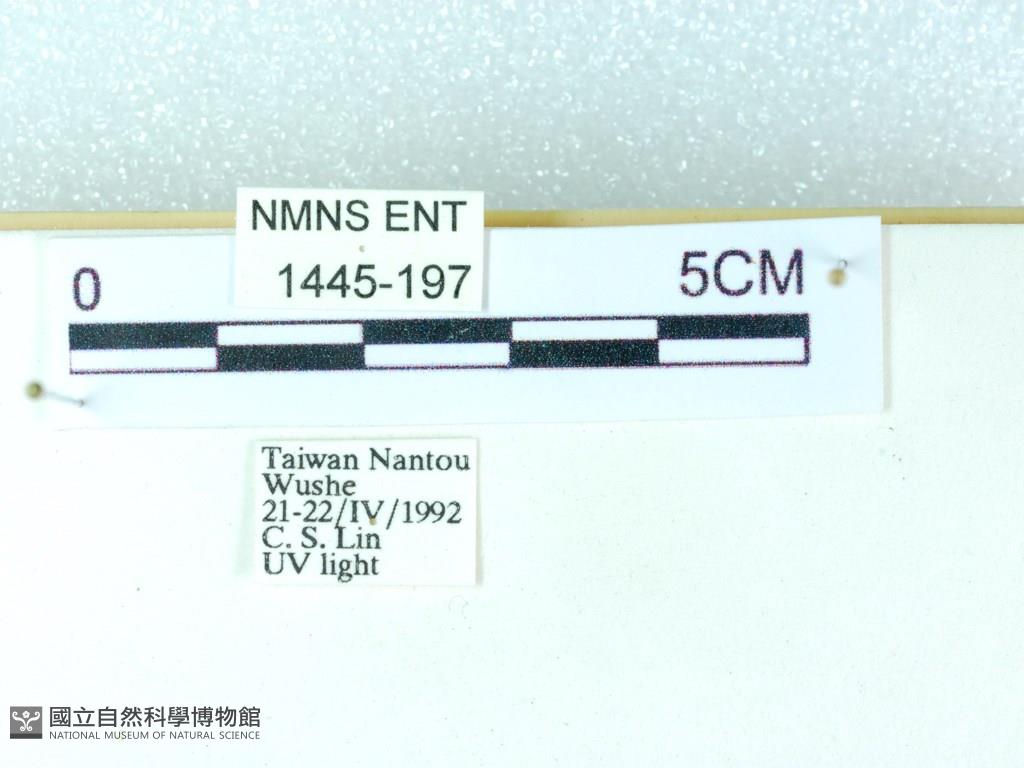 NMNS ENT
1445-197
0
5CM
Taiwan Nantou
Wushe
21-22/IV/1992
C. S. Lin
UV light
國立自然科學博物館
NATIONAL MUSEUM OF NATURAL SCIENCE